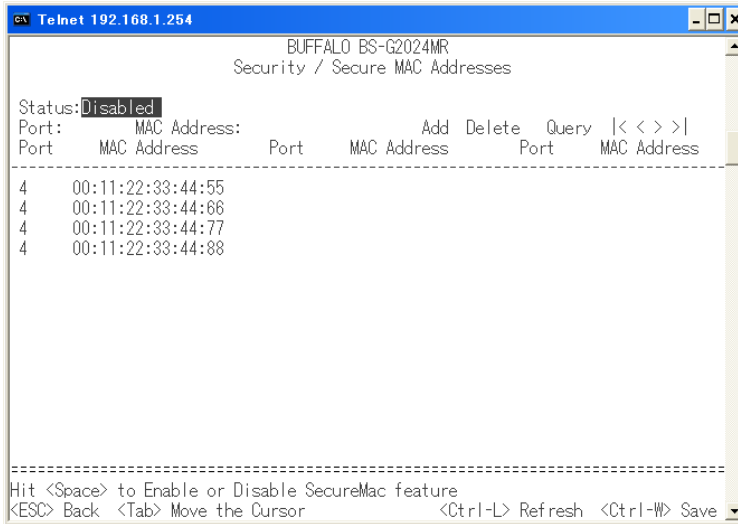 Telnet 192.168.1.254
BUFFALO BS-G2024MR
Security / Secure MAC Addresses
Status:Disabled
Port: MAC Address: Add Delete Query |< < > >|
Port MAC Address Port MAC Address Port MAC Address
4 00:11:22:33:44:55
4 00:11:22:33:44:66
4 00:11:22:33:44:77
4 00:11:22:33:44:88
Hit <Space> to Enable or Disable SecureMac feature
<ESC> Back <Tab> Move the Cursor <Ctrl-L> Refresh <Ctrl-W> Save